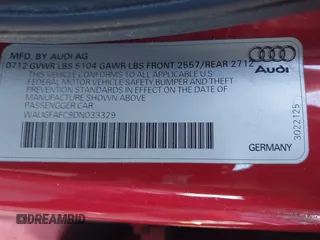 MFD. BY AUDI AG
0712 GVWR LBS 5104 GAWR LBS FRONT 2557/REAR 2712
THIS VEHICLE CONFORMS TO ALL APPLICABLE
FEDERAL MOTOR VEHICLE SAFETY BUMPER AND THEFT
PREVENTION STANDARDS IN EFFECT ON THE DATE OF
MANUFACTURE SHOWN ABOVE
PASSENGGER CAR
WAUGFAFC9DN033329
Audi
3022125
GERMANY
DREAMBID